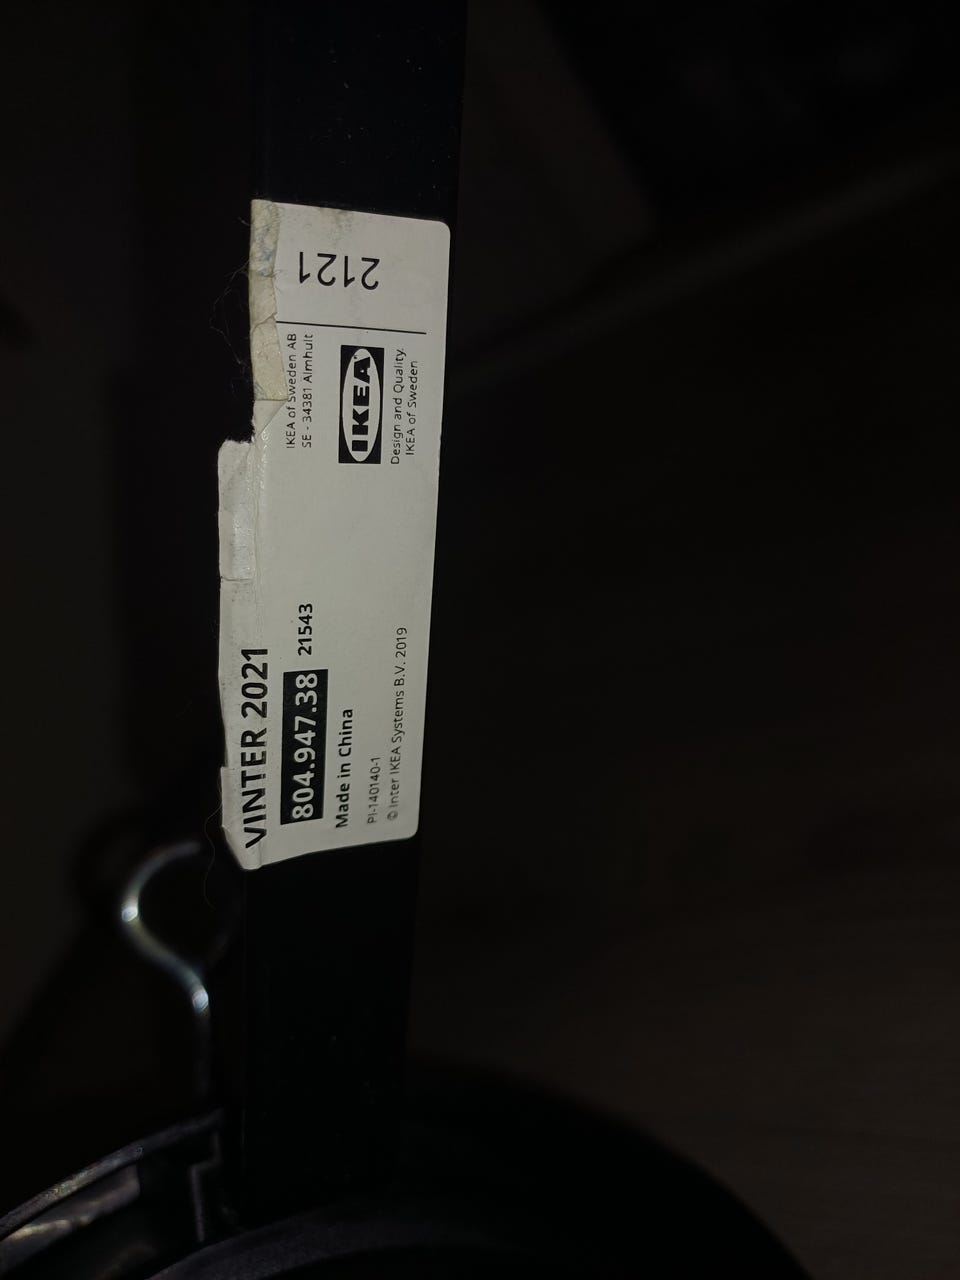 VINTER 2021
804.947.38 21543
Made in China
PI-140140-1
© Inter IKEA Systems B.V. 2019
IKEA of Sweden AB
SE - 34381 Älmhult
IKEA
Design and Quality
IKEA of Sweden
2121